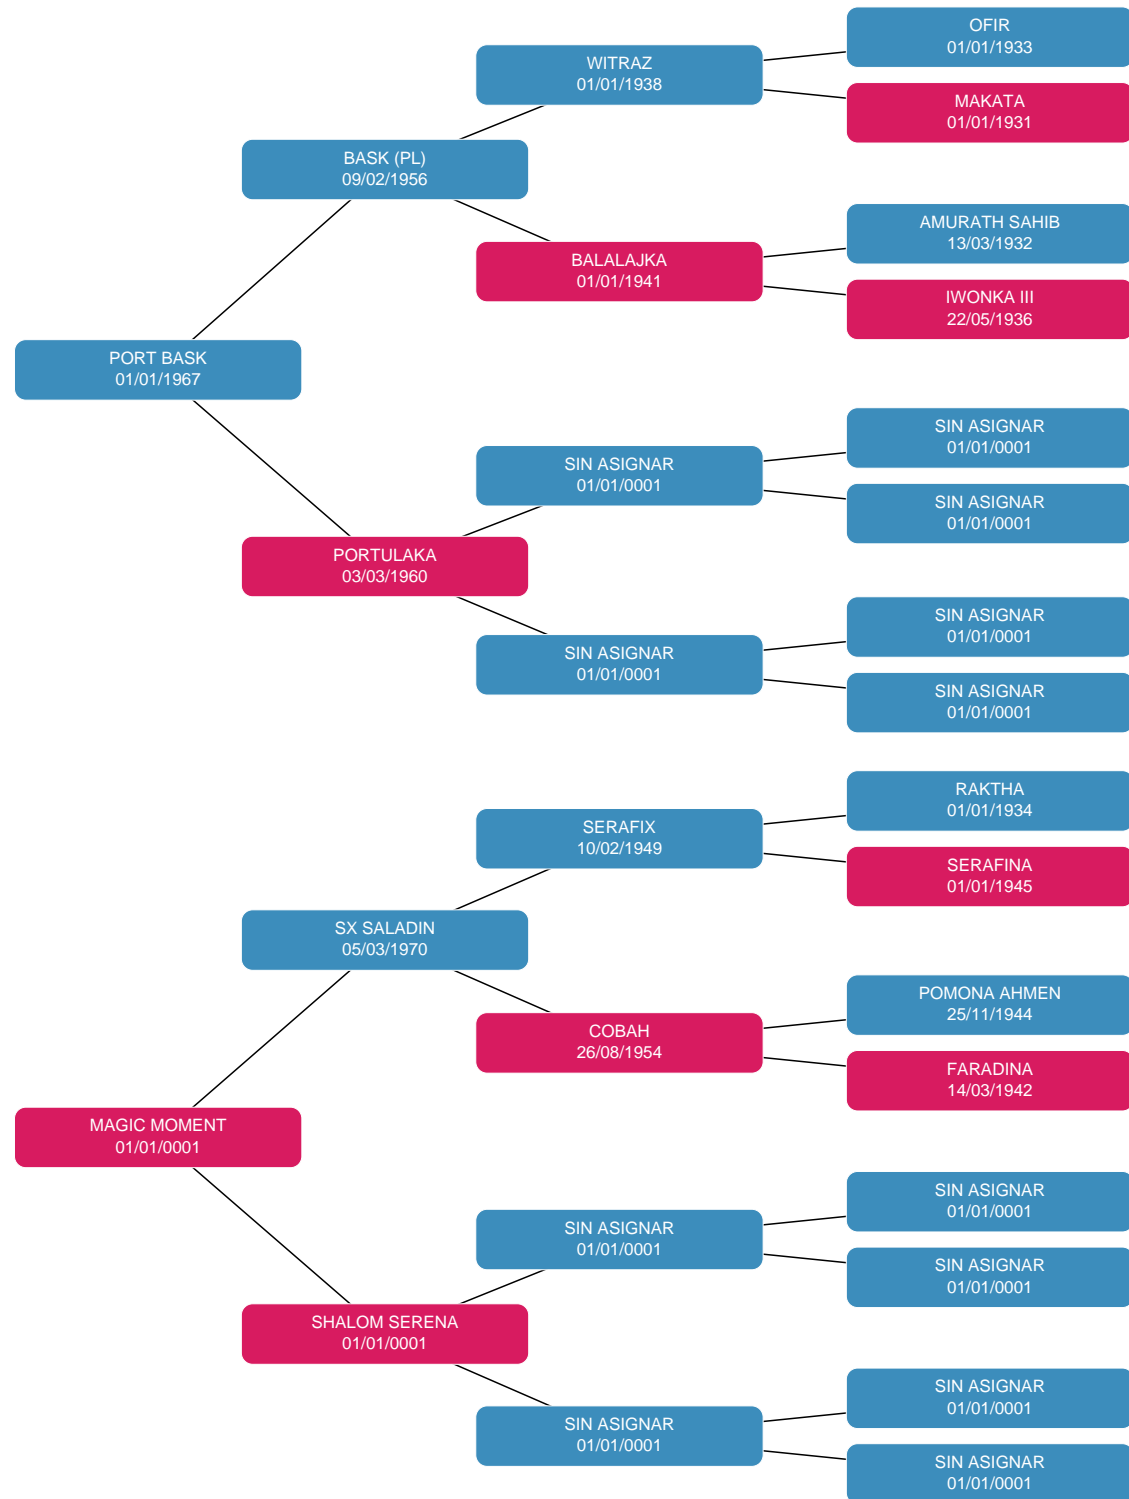 OFIR
01/01/1933
WITRAZ
01/01/1938
MAKATA
01/01/1931
BASK (PL)
09/02/1956
AMURATH SAHIB
13/03/1932
BALALAJKA
01/01/1941
IWONKA III
22/05/1936
PORT BASK
01/01/1967
SIN ASIGNAR
01/01/0001
SIN ASIGNAR
01/01/0001
SIN ASIGNAR
01/01/0001
PORTULAKA
03/03/1960
SIN ASIGNAR
01/01/0001
SIN ASIGNAR
01/01/0001
SIN ASIGNAR
01/01/0001
RAKTHA
01/01/1934
SERAFIX
10/02/1949
SERAFINA
01/01/1945
SX SALADIN
05/03/1970
POMONA AHMEN
25/11/1944
COBAH
26/08/1954
FARADINA
14/03/1942
MAGIC MOMENT
01/01/0001
SIN ASIGNAR
01/01/0001
SIN ASIGNAR
01/01/0001
SIN ASIGNAR
01/01/0001
SHALOM SERENA
01/01/0001
SIN ASIGNAR
01/01/0001
SIN ASIGNAR
01/01/0001
SIN ASIGNAR
01/01/0001